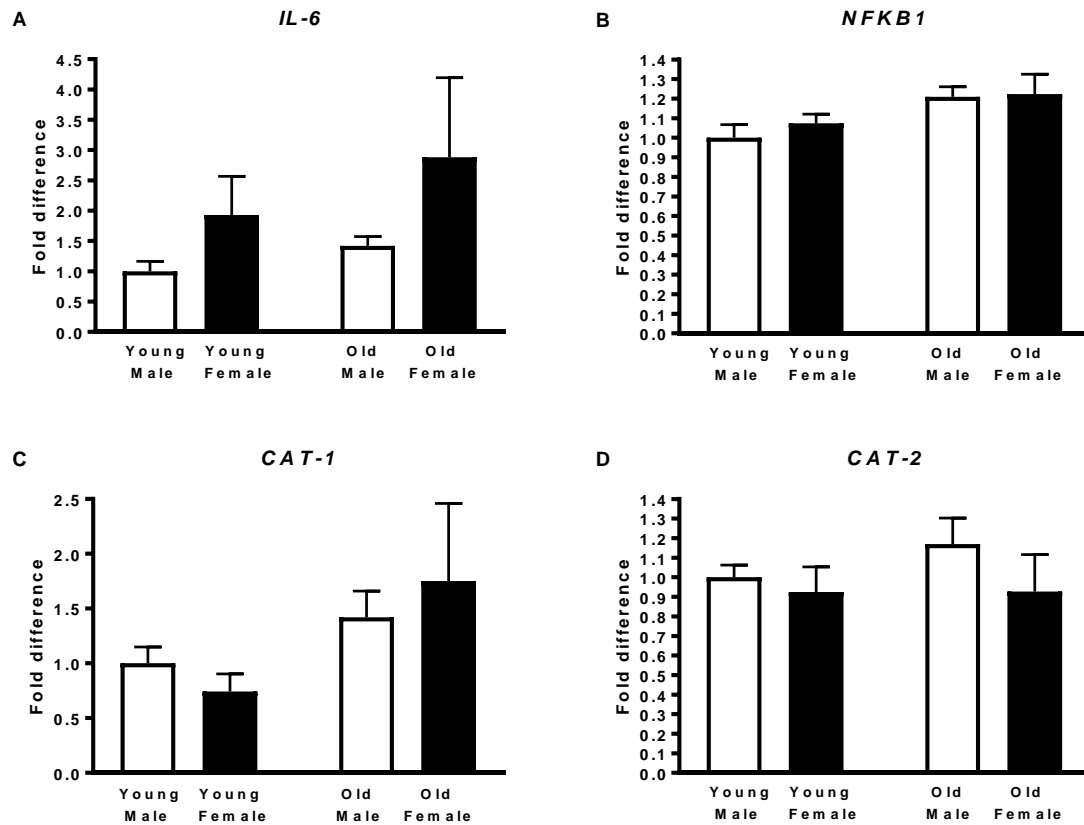 A
IL-6
Fold difference
4.5
4.0
3.5
3.0
2.5
2.0
1.5
1.0
0.5
0.0
Young Young Old Old
Male Female Male Female
B
NFKB1
Fold difference
1.4
1.3
1.2
1.1
1.0
0.9
0.8
0.7
0.6
0.5
0.4
0.3
0.2
0.1
0.0
Young Young Old Old
Male Female Male Female
C
CAT-1
Fold difference
2.5
2.0
1.5
1.0
0.5
0.0
Young Young Old Old
Male Female Male Female
D
CAT-2
Fold difference
1.4
1.3
1.2
1.1
1.0
0.9
0.8
0.7
0.6
0.5
0.4
0.3
0.2
0.1
0.0
Young Young Old Old
Male Female Male Female